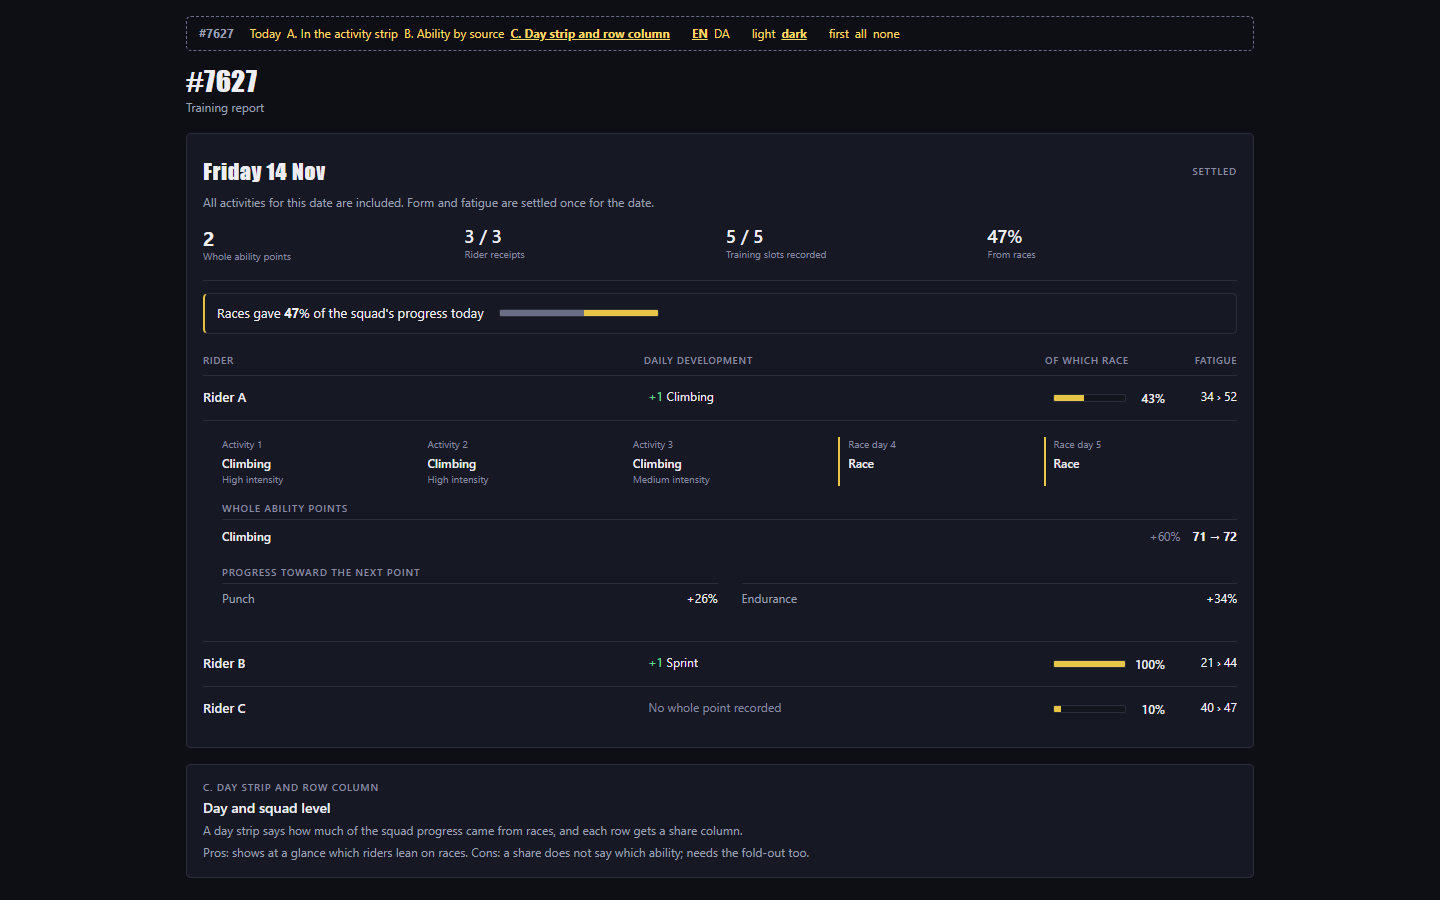 #7627 Today A. In the activity strip B. Ability by source C. Day strip and row column EN DA light dark first all none
#7627
Training report
Friday 14 Nov SETTLED
All activities for this date are included. Form and fatigue are settled once for the date.
2 3 / 3 5 / 5 47%
Whole ability points Rider receipts Training slots recorded From races
Races gave 47% of the squad's progress today
RIDER DAILY DEVELOPMENT OF WHICH RACE FATIGUE
Rider A +1 Climbing 43% 34 › 52
Activity 1 Activity 2 Activity 3 Race day 4 Race day 5
Climbing Climbing Climbing Race Race
High intensity High intensity Medium intensity
WHOLE ABILITY POINTS
Climbing +60% 71 → 72
PROGRESS TOWARD THE NEXT POINT
Punch +26% Endurance +34%
Rider B +1 Sprint 100% 21 › 44
Rider C No whole point recorded 10% 40 › 47
C. DAY STRIP AND ROW COLUMN
Day and squad level
A day strip says how much of the squad progress came from races, and each row gets a share column.
Pros: shows at a glance which riders lean on races. Cons: a share does not say which ability; needs the fold-out too.